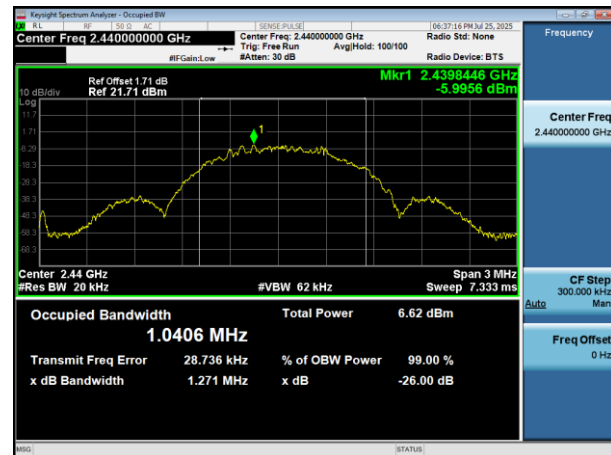 Keysight Spectrum Analyzer - Occupied BW
RL RF 50 Ω AC SENSE:PULSE 06:37:16 PM Jul 25, 2025
Center Freq 2.440000000 GHz
Center Freq: 2.440000000 GHz
Radio Std: None
Trig: Free Run Avg|Hold: 100/100
#IFGain:Low
#Atten: 30 dB
Radio Device: BTS
Frequency
Ref Offset 1.71 dB
10 dB/div Ref 21.71 dBm
Mkr1 2.4398446 GHz
-5.9956 dBm
Log
11.7
1.71
-8.29
-18.3
-28.3
-38.3
-48.3
-58.3
-68.3
1
Center 2.44 GHz Span 3 MHz
#Res BW 20 kHz #VBW 62 kHz Sweep 7.333 ms
Occupied Bandwidth Total Power 6.62 dBm
1.0406 MHz
Transmit Freq Error 28.736 kHz % of OBW Power 99.00 %
x dB Bandwidth 1.271 MHz x dB -26.00 dB
Center Freq
2.440000000 GHz
CF Step
300.000 kHz
Auto Man
Freq Offset
0 Hz
MSG STATUS